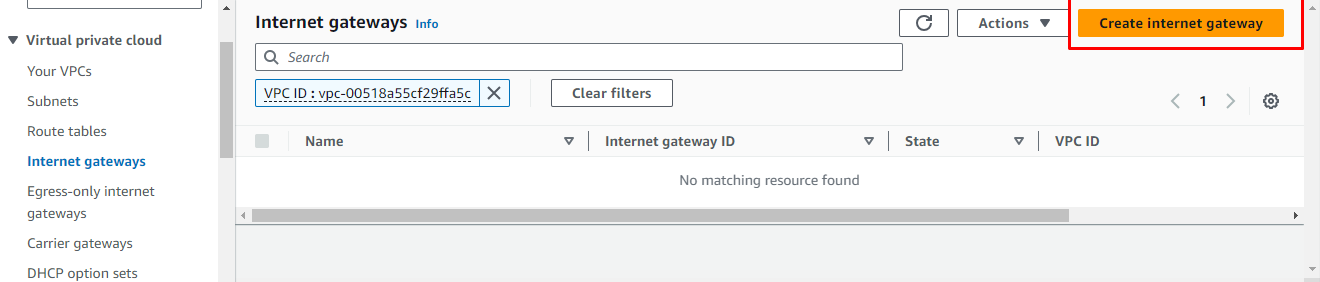 Virtual private cloud
Your VPCs
Subnets
Route tables
Internet gateways
Egress-only internet
gateways
Carrier gateways
DHCP option sets
Internet gateways Info
Actions
Create internet gateway
Search
VPC ID : vpc-00518a55cf29ffa5c
Clear filters
1
Name Internet gateway ID State VPC ID
No matching resource found